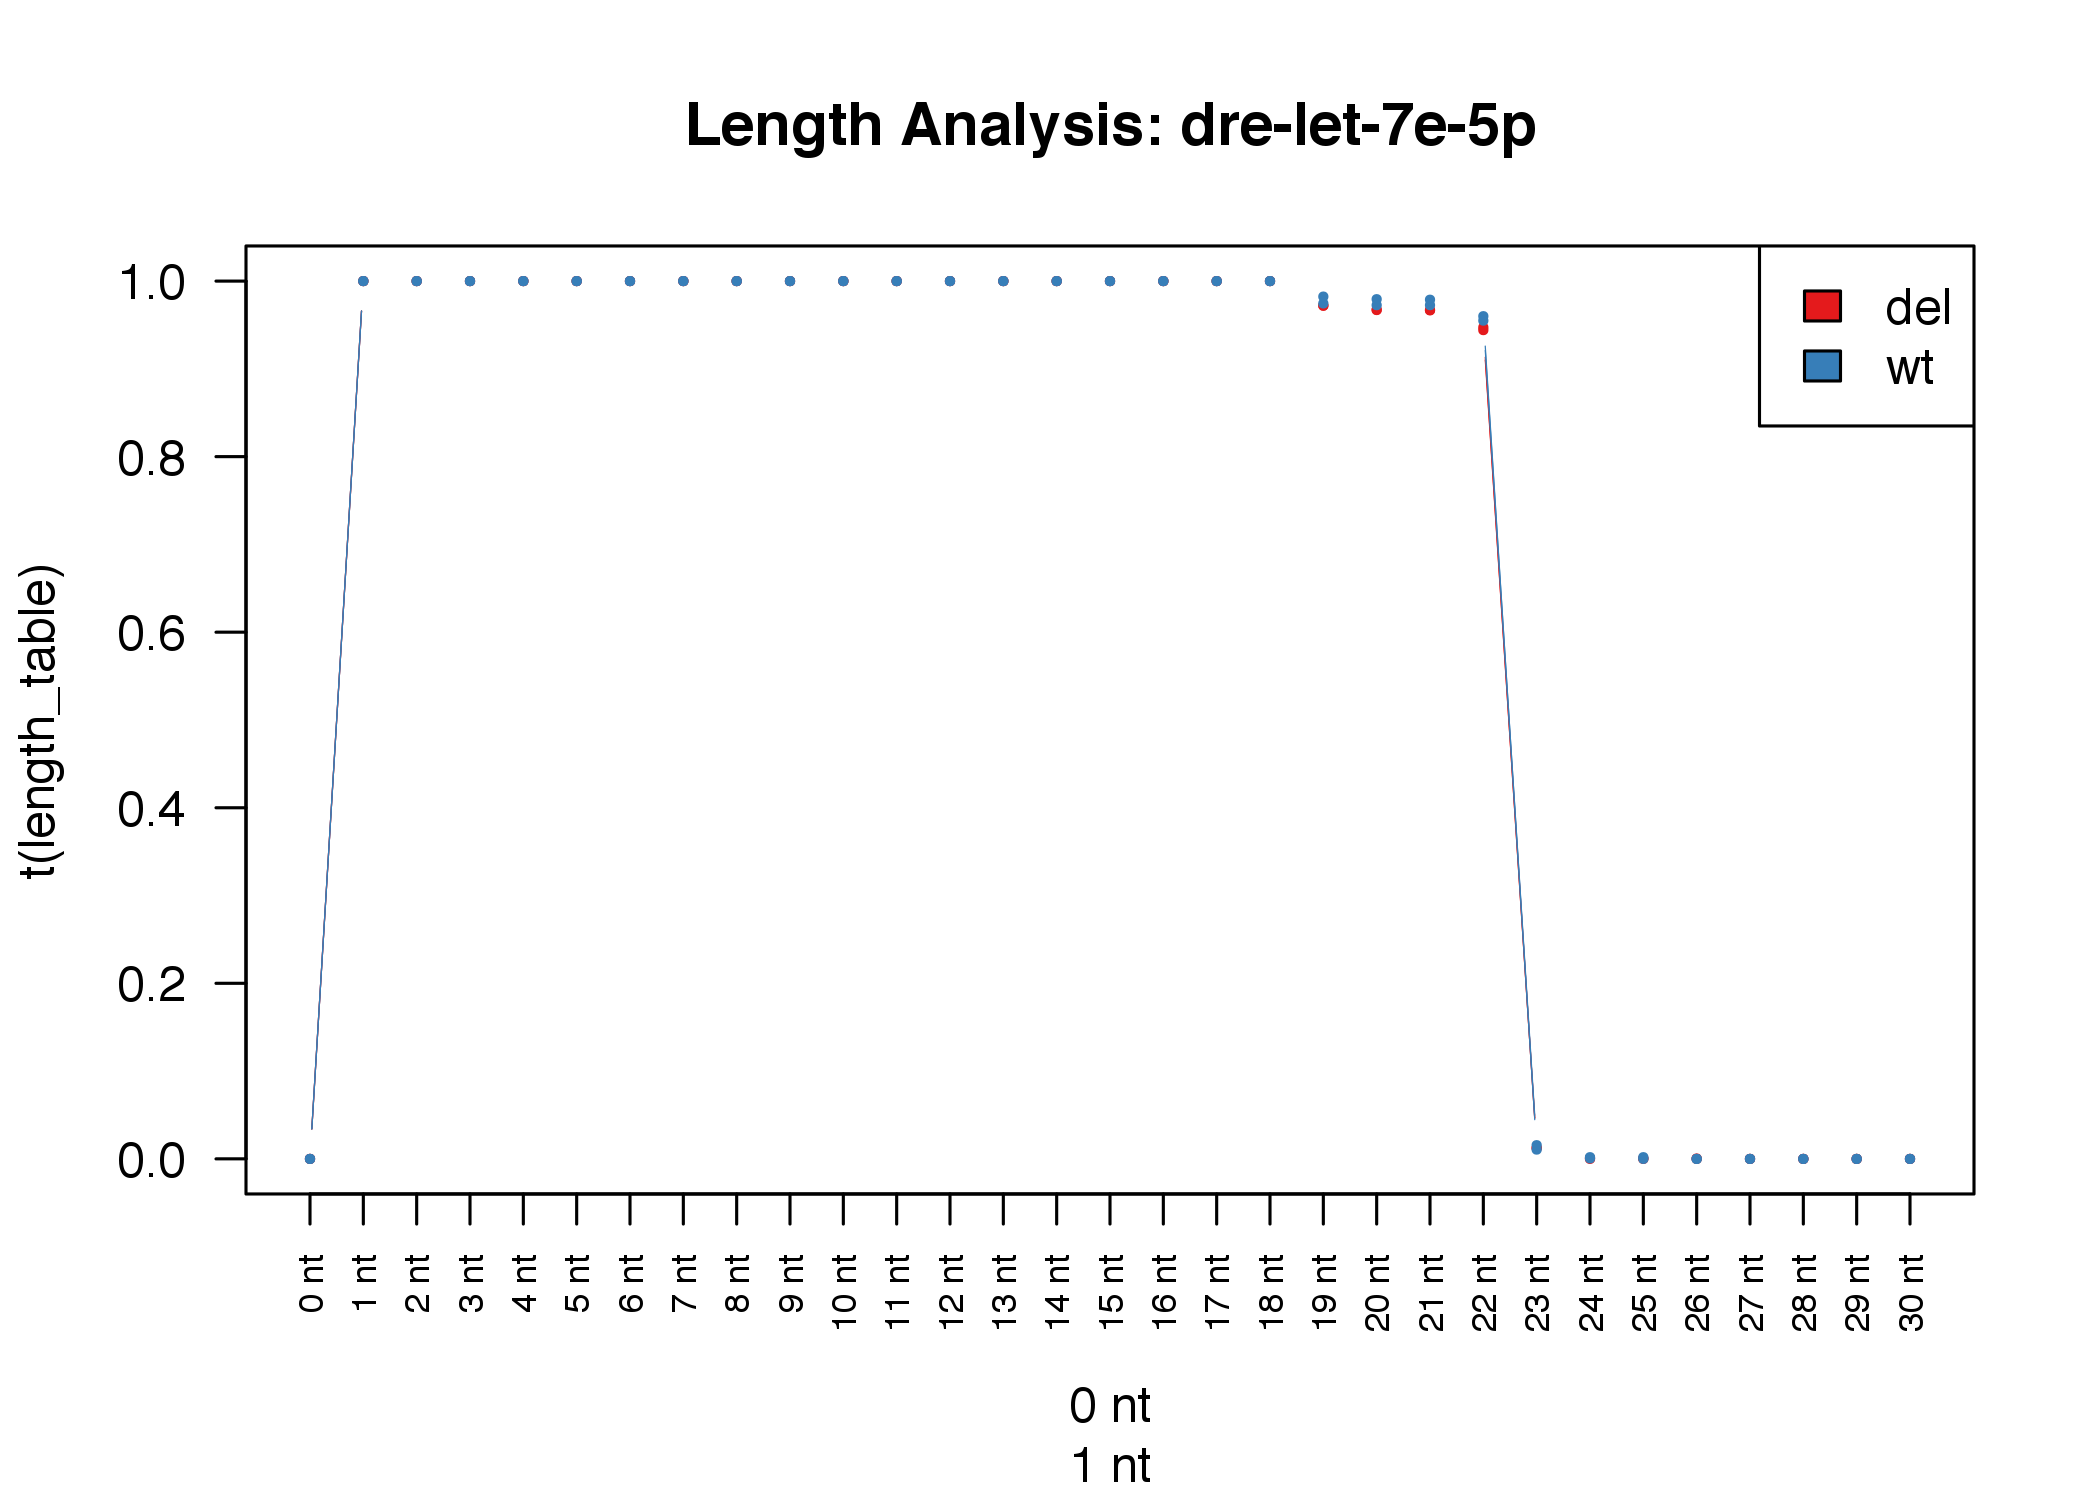 Length Analysis: dre-let-7e-5p
del
wt
1.0
0.8
0.6
0.4
0.2
0.0
t(length_table)
0 nt
1 nt
2 nt
3 nt
4 nt
5 nt
6 nt
7 nt
8 nt
9 nt
10 nt
11 nt
12 nt
13 nt
14 nt
15 nt
16 nt
17 nt
18 nt
19 nt
20 nt
21 nt
22 nt
23 nt
24 nt
25 nt
26 nt
27 nt
28 nt
29 nt
30 nt
0 nt
1 nt